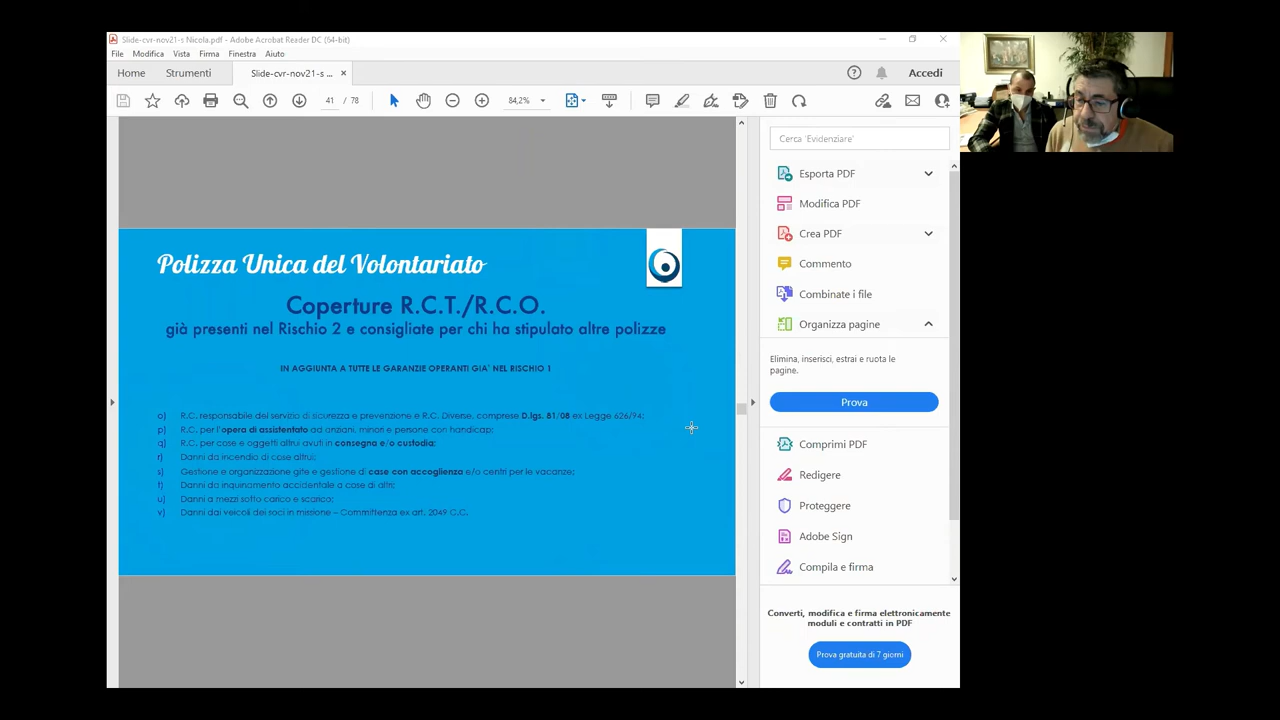 Slide-cvr-nov21-s Nicola.pdf - Adobe Acrobat Reader DC (64-bit)
File Modifica Vista Firma Finestra Aiuto
Home Strumenti Slide-cvr-nov21-s ... × Accedi
41 / 78 84,2%
Cerca 'Evidenziare'
Esporta PDF
Modifica PDF
Crea PDF
Commento
Combinate i file
Organizza pagine
Elimina, inserisci, estrai e ruota le
pagine.
Prova
Comprimi PDF
Redigere
Proteggere
Adobe Sign
Compila e firma
Converti, modifica e firma elettronicamente
moduli e contratti in PDF
Prova gratuita di 7 giorni
Polizza Unica del Volontariato
Coperture R.C.T./R.C.O.
già presenti nel Rischio 2 e consigliate per chi ha stipulato altre polizze
IN AGGIUNTA A TUTTE LE GARANZIE OPERANTI GIA' NEL RISCHIO 1
o) R.C. responsabile del servizio di sicurezza e prevenzione e R.C. Diverse, comprese D.lgs. 81/08 ex Legge 626/94;
p) R.C. per l'opera di assistentato ad anziani, minori e persone con handicap;
q) R.C. per cose e oggetti altrui avuti in consegna e/o custodia;
r) Danni da incendio di cose altrui;
s) Gestione e organizzazione gite e gestione di case con accoglienza e/o centri per le vacanze;
t) Danni da inquinamento accidentale a cose di altri;
u) Danni a mezzi sotto carico e scarico;
v) Danni dai veicoli dei soci in missione – Committenza ex art. 2049 C.C.